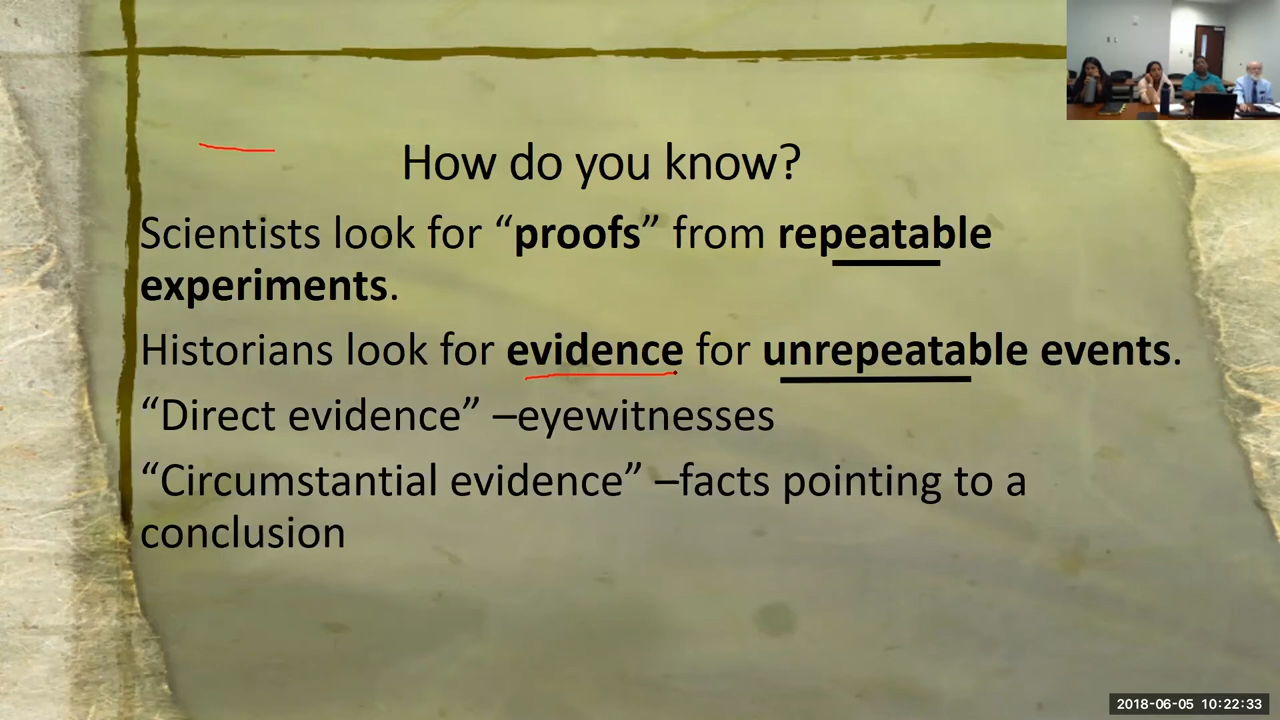 How do you know?
Scientists look for “proofs” from repeatable
experiments.
Historians look for evidence for unrepeatable events.
“Direct evidence” –eyewitnesses
“Circumstantial evidence” –facts pointing to a
conclusion
2018-06-05 10:22:33